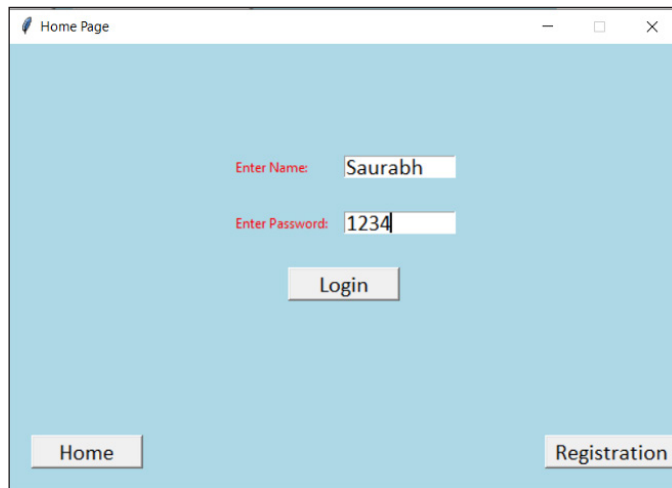 Home Page
Enter Name: Saurabh
Enter Password: 1234
Login
Home Registration